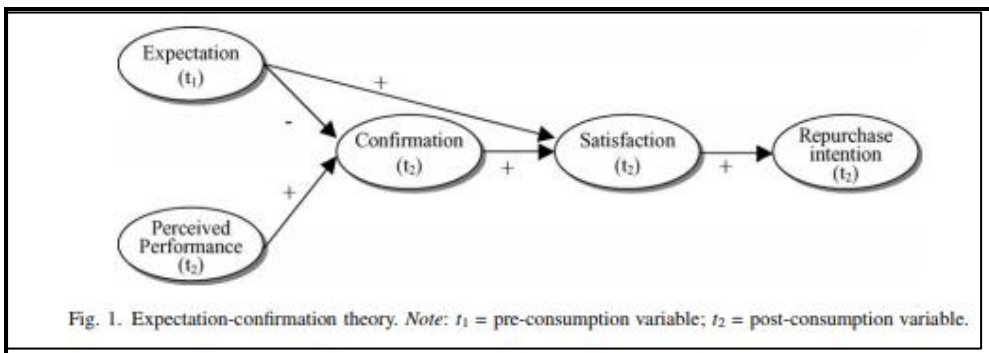 Expectation
(t₁)
+
-
Confirmation
(t₂)
+
Satisfaction
(t₂)
+
Repurchase
intention
(t₂)
+
Perceived
Performance
(t₂)
Fig. 1. Expectation-confirmation theory. Note: t₁ = pre-consumption variable; t₂ = post-consumption variable.